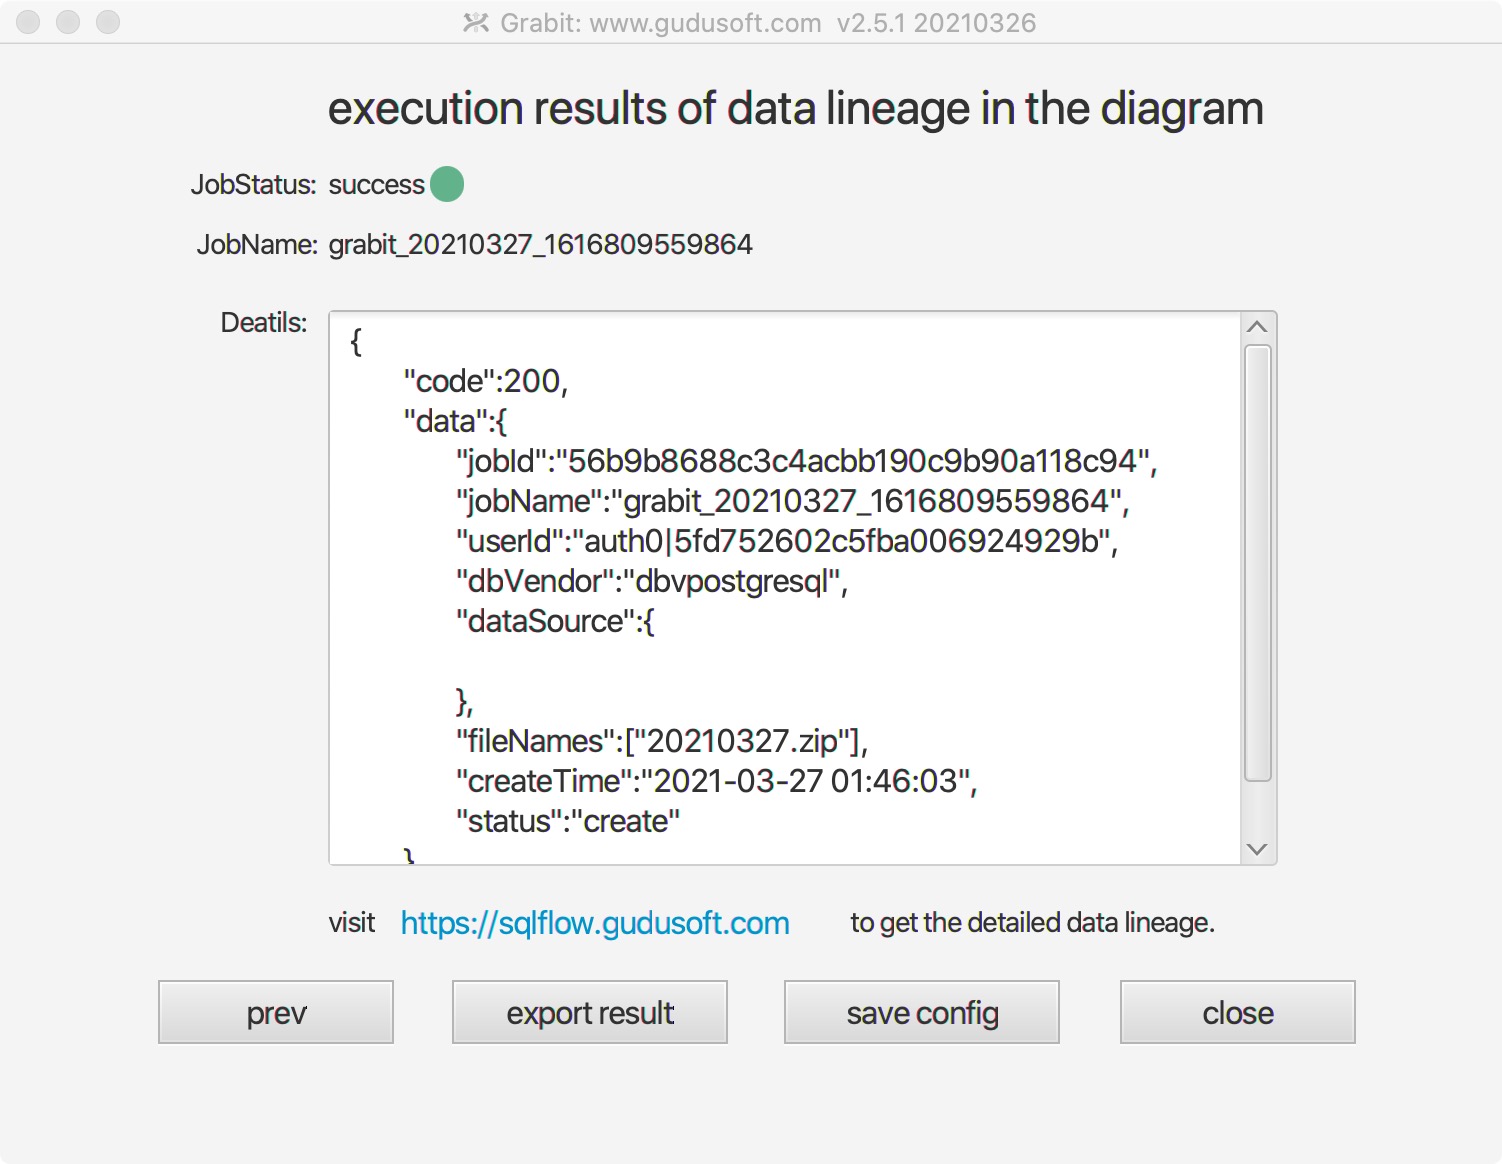 Grabit: www.gudusoft.com v2.5.1 20210326
execution results of data lineage in the diagram
JobStatus: success
JobName: grabit_20210327_1616809559864
Deatils:
{
"code":200,
"data":{
"jobId":"56b9b8688c3c4acbb190c9b90a118c94",
"jobName":"grabit_20210327_1616809559864",
"userId":"auth0|5fd752602c5fba006924929b",
"dbVendor":"dbvpostgresql",
"dataSource":{
},
"fileNames":["20210327.zip"],
"createTime":"2021-03-27 01:46:03",
"status":"create"
}
visit https://sqlflow.gudusoft.com to get the detailed data lineage.
prev export result save config close